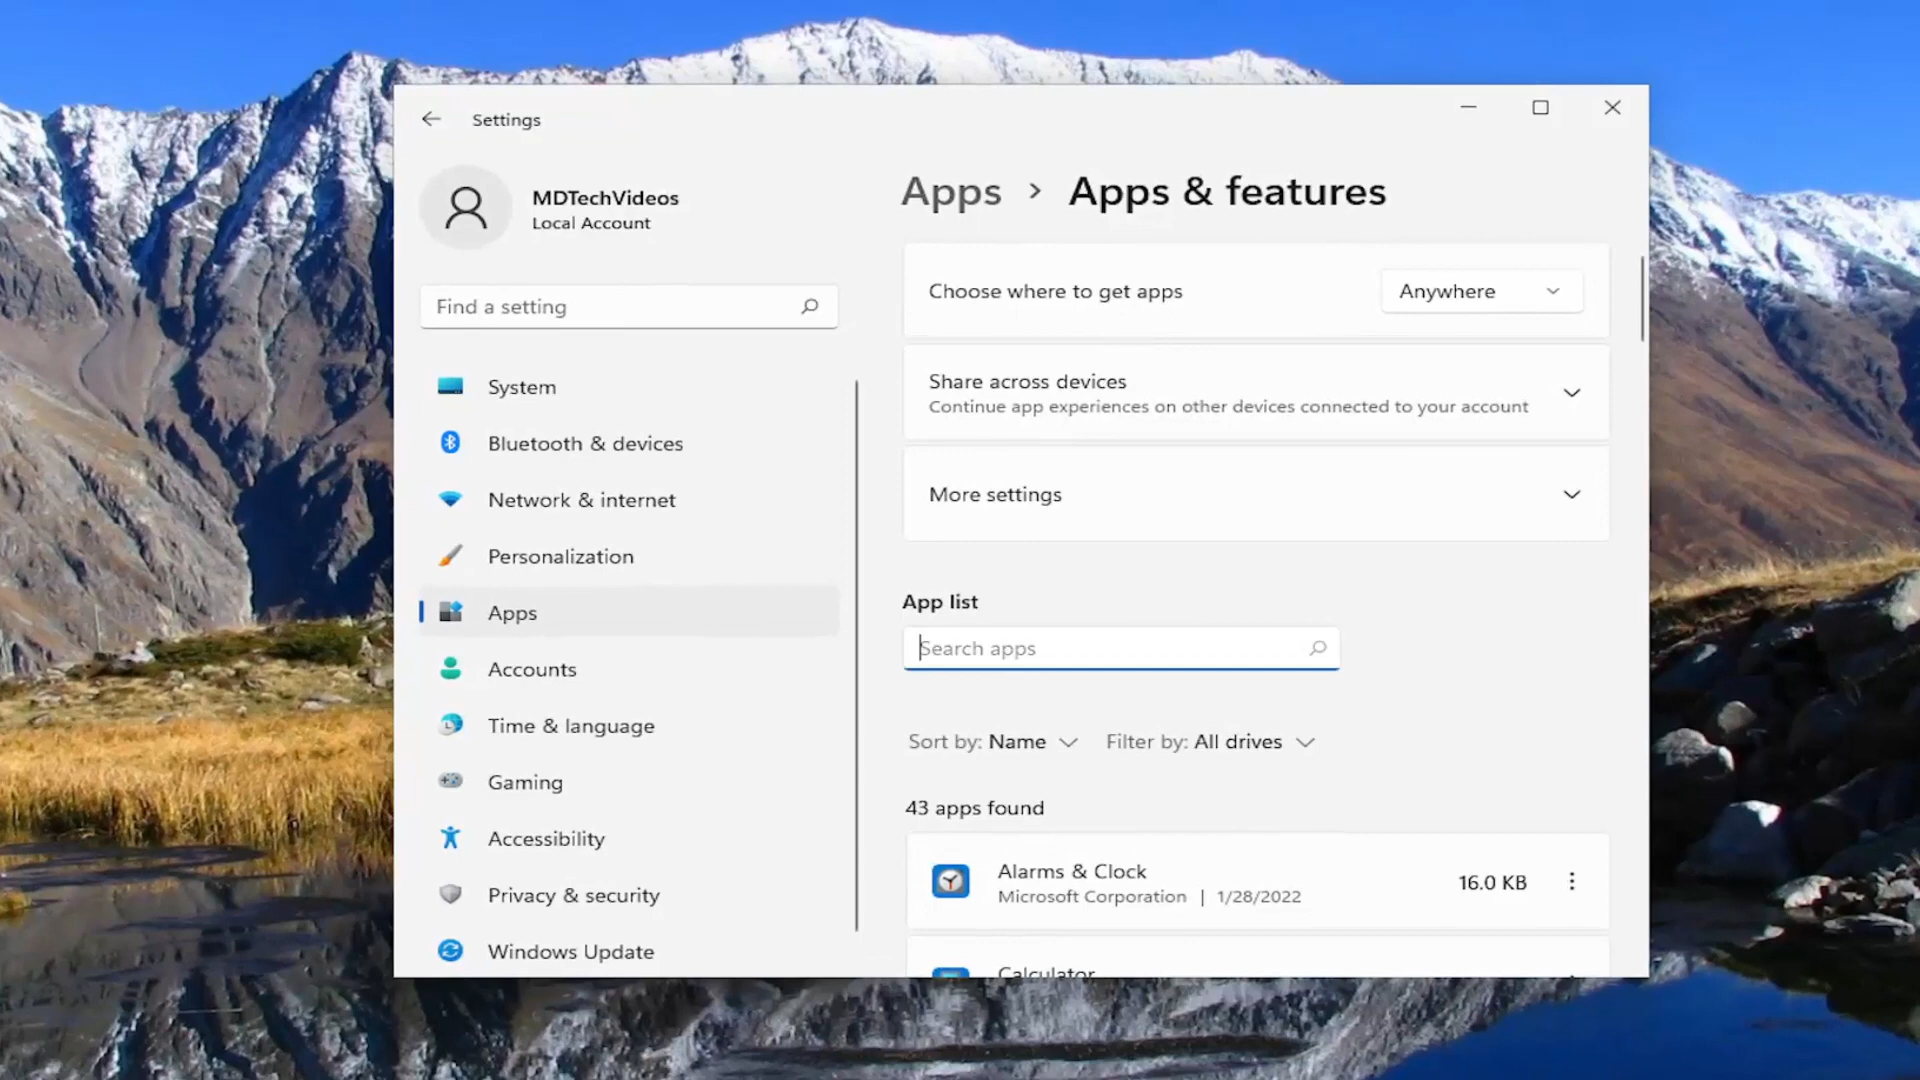 Settings
MDTechVideos
Local Account
Find a setting
System
Bluetooth & devices
Network & internet
Personalization
Apps
Accounts
Time & language
Gaming
Accessibility
Privacy & security
Windows Update
Apps > Apps & features
Choose where to get apps
Anywhere
Share across devices
Continue app experiences on other devices connected to your account
More settings
App list
Search apps
Sort by: Name
Filter by: All drives
43 apps found
Alarms & Clock
Microsoft Corporation | 1/28/2022
16.0 KB
Calculator